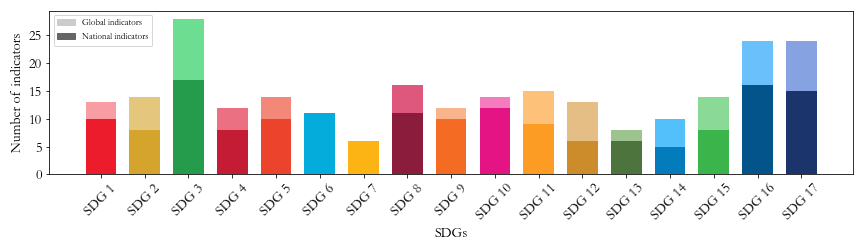 Global indicators
National indicators
Number of indicators
25
20
15
10
5
0
SDG 1
SDG 2
SDG 3
SDG 4
SDG 5
SDG 6
SDG 7
SDG 8
SDG 9
SDG 10
SDG 11
SDG 12
SDG 13
SDG 14
SDG 15
SDG 16
SDG 17
SDGs